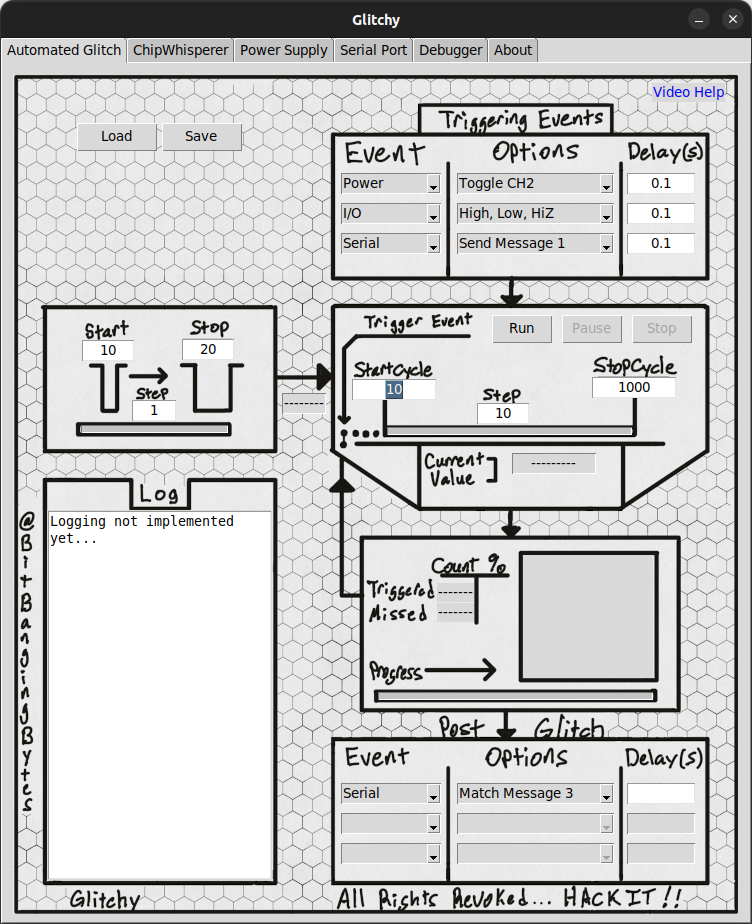 Glitchy
Automated Glitch ChipWhisperer Power Supply Serial Port Debugger About
Video Help
Load Save
Triggering Events
Event Options Delay(s)
Power Toggle CH2 0.1
I/O High, Low, HiZ 0.1
Serial Send Message 1 0.1
Start Stop
10 20
Step
1
--------
Trigger Event Run Pause Stop
StartCycle StopCycle
10 1000
Step
10
Current Value ---------
Log
Logging not implemented
yet...
@BitBangingBytes
Count %
Triggered -------
Missed -------
Progress
Post Glitch
Event Options Delay(s)
Serial Match Message 3
Glitchy
All Rights Revoked... HACK IT!!